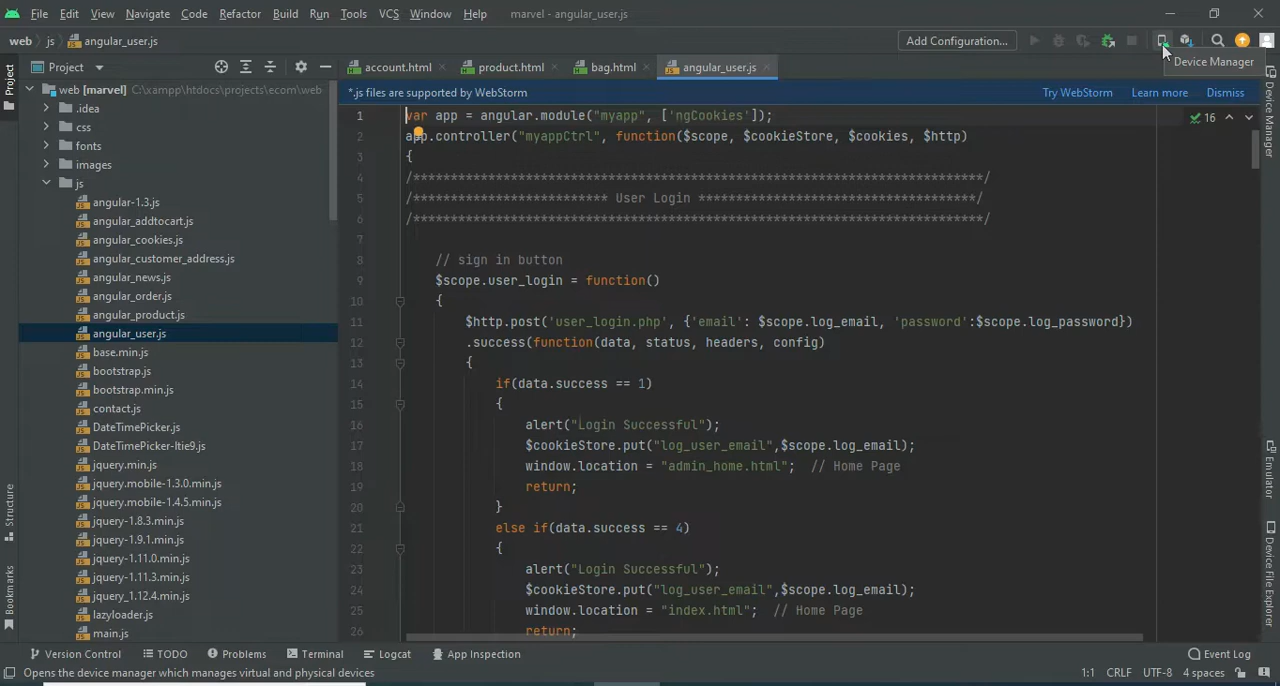 File Edit View Navigate Code Refactor Build Run Tools VCS Window Help marvel - angular_user.js
web js angular_user.js Add Configuration...
Device Manager
Project
account.html product.html bag.html angular_user.js
web [marvel] C:\xampp\htdocs\projects\ecom\web
*.js files are supported by WebStorm Try WebStorm Learn more Dismiss
.idea
css
fonts
images
js
angular-1.3.js
angular_addtocart.js
angular_cookies.js
angular_customer_address.js
angular_news.js
angular_order.js
angular_product.js
angular_user.js
base.min.js
bootstrap.js
bootstrap.min.js
contact.js
DateTimePicker.js
DateTimePicker-ltie9.js
jquery.min.js
jquery.mobile-1.3.0.min.js
jquery.mobile-1.4.5.min.js
jquery-1.8.3.min.js
jquery-1.9.1.min.js
jquery-1.11.0.min.js
jquery-1.11.3.min.js
jquery_1.12.4.min.js
lazyloader.js
main.js
1 var app = angular.module("myapp", ['ngCookies']);
2 app.controller("myappCtrl", function($scope, $cookieStore, $cookies, $http)
3 {
4 /****************************************************************************/
5 /************************** User Login *************************************/
6 /****************************************************************************/
7
8 // sign in button
9 $scope.user_login = function()
10 {
11 $http.post('user_login.php', {'email': $scope.log_email, 'password':$scope.log_password})
12 .success(function(data, status, headers, config)
13 {
14 if(data.success == 1)
15 {
16 alert("Login Successful");
17 $cookieStore.put("log_user_email",$scope.log_email);
18 window.location = "admin_home.html"; // Home Page
19 return;
20 }
21 else if(data.success == 4)
22 {
23 alert("Login Successful");
24 $cookieStore.put("log_user_email",$scope.log_email);
25 window.location = "index.html"; // Home Page
26 return;
16
Project
Structure
Bookmarks
Device Manager
Emulator
Device File Explorer
Version Control TODO Problems Terminal Logcat App Inspection Event Log
Opens the device manager which manages virtual and physical devices 1:1 CRLF UTF-8 4 spaces